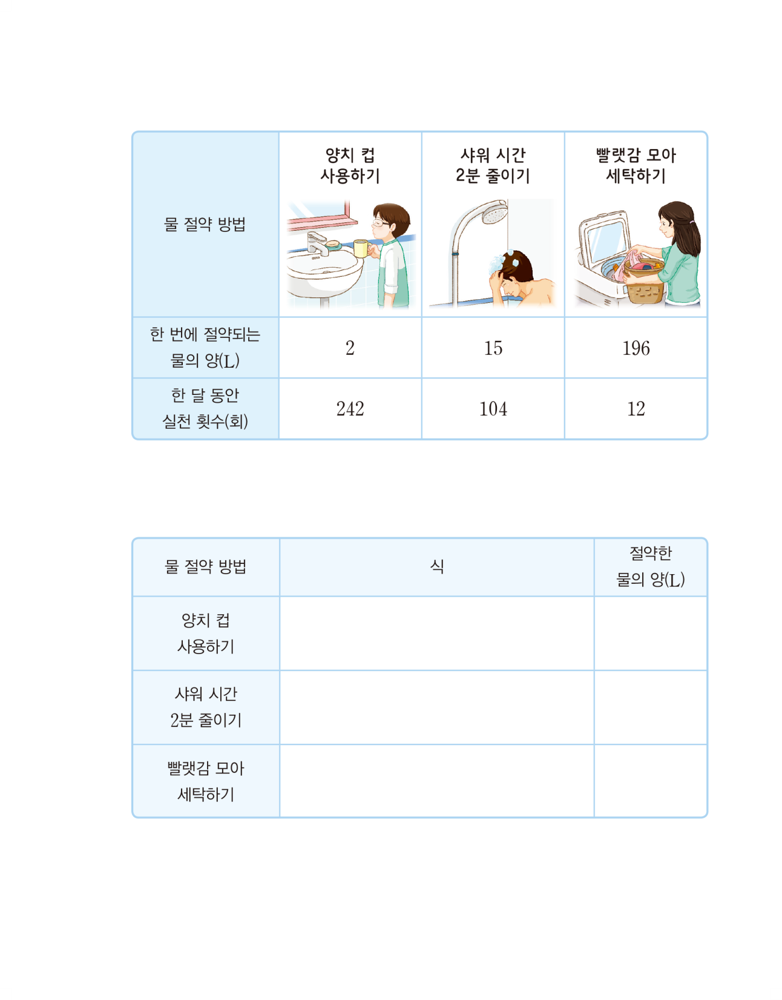 물 절약 방법
양치 컵
사용하기
샤워 시간
2분 줄이기
빨랫감 모아
세탁하기
한 번에 절약되는
물의 양(L)
2
15
196
한 달 동안
실천 횟수(회)
242
104
12
물 절약 방법
식
절약한
물의 양(L)
양치 컵
사용하기
샤워 시간
2분 줄이기
빨랫감 모아
세탁하기